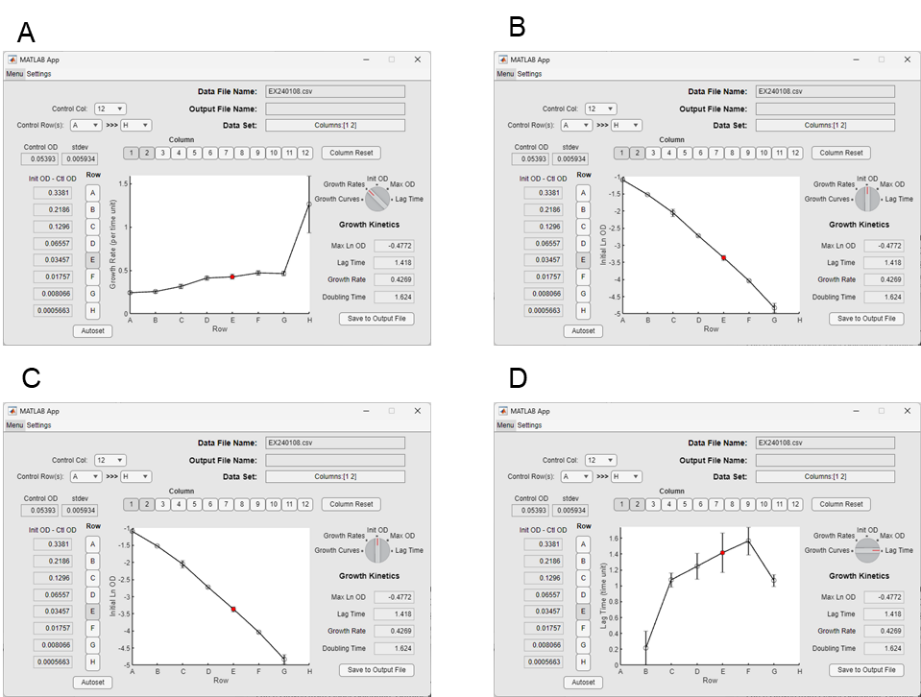 A
MATLAB App
Menu Settings
Data File Name: EX240108.csv
Control Col: 12 Output File Name:
Control Row(s): A >>> H Data Set: Columns:[1 2]
Control OD stdev Column
0.05393 0.005934 1 2 3 4 5 6 7 8 9 10 11 12 Column Reset
Init OD - Ctl OD Row
0.3381 A
0.2186 B
0.1296 C
0.06557 D
0.03457 E
0.01757 F
0.008066 G
0.0005663 H
Autoset
Growth Rate (per time unit)
1.5
1
0.5
0
A B C D E F G H
Row
Init OD
Growth Rates Max OD
Growth Curves Lag Time
Growth Kinetics
Max Ln OD -0.4772
Lag Time 1.418
Growth Rate 0.4269
Doubling Time 1.624
Save to Output File
B
MATLAB App
Menu Settings
Data File Name: EX240108.csv
Control Col: 12 Output File Name:
Control Row(s): A >>> H Data Set: Columns:[1 2]
Control OD stdev Column
0.05393 0.005934 1 2 3 4 5 6 7 8 9 10 11 12 Column Reset
Init OD - Ctl OD Row
0.3381 A
0.2186 B
0.1296 C
0.06557 D
0.03457 E
0.01757 F
0.008066 G
0.0005663 H
Autoset
Initial Ln OD
-1
-1.5
-2
-2.5
-3
-3.5
-4
-4.5
-5
A B C D E F G H
Row
Init OD
Growth Rates Max OD
Growth Curves Lag Time
Growth Kinetics
Max Ln OD -0.4772
Lag Time 1.418
Growth Rate 0.4269
Doubling Time 1.624
Save to Output File
C
MATLAB App
Menu Settings
Data File Name: EX240108.csv
Control Col: 12 Output File Name:
Control Row(s): A >>> H Data Set: Columns:[1 2]
Control OD stdev Column
0.05393 0.005934 1 2 3 4 5 6 7 8 9 10 11 12 Column Reset
Init OD - Ctl OD Row
0.3381 A
0.2186 B
0.1296 C
0.06557 D
0.03457 E
0.01757 F
0.008066 G
0.0005663 H
Autoset
Initial Ln OD
-1
-1.5
-2
-2.5
-3
-3.5
-4
-4.5
-5
A B C D E F G H
Row
Init OD
Growth Rates Max OD
Growth Curves Lag Time
Growth Kinetics
Max Ln OD -0.4772
Lag Time 1.418
Growth Rate 0.4269
Doubling Time 1.624
Save to Output File
D
MATLAB App
Menu Settings
Data File Name: EX240108.csv
Control Col: 12 Output File Name:
Control Row(s): A >>> H Data Set: Columns:[1 2]
Control OD stdev Column
0.05393 0.005934 1 2 3 4 5 6 7 8 9 10 11 12 Column Reset
Init OD - Ctl OD Row
0.3381 A
0.2186 B
0.1296 C
0.06557 D
0.03457 E
0.01757 F
0.008066 G
0.0005663 H
Autoset
Lag Time (time unit)
1.6
1.4
1.2
1
0.8
0.6
0.4
0.2
0
A B C D E F G H
Row
Init OD
Growth Rates Max OD
Growth Curves Lag Time
Growth Kinetics
Max Ln OD -0.4772
Lag Time 1.418
Growth Rate 0.4269
Doubling Time 1.624
Save to Output File